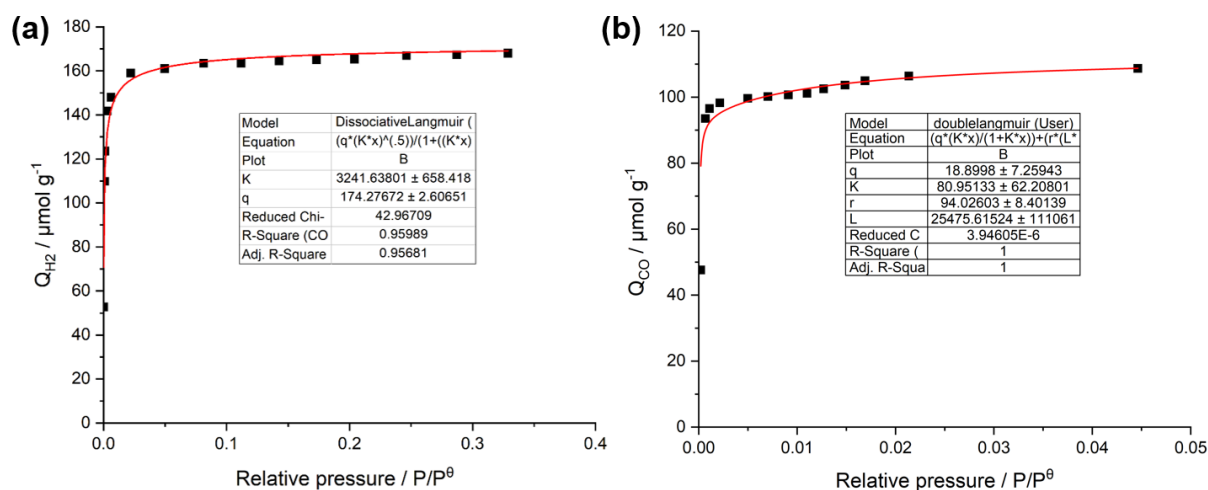 (a)
180
160
140
120
100
80
60
40
20
0
Q_H2 / μmol g⁻¹
0.0 0.1 0.2 0.3 0.4
Relative pressure / P/P^θ
Model DissociativeLangmuir (
Equation (q*(K*x)^(.5))/(1+((K*x)
Plot B
K 3241.63801 ± 658.418
q 174.27672 ± 2.60651
Reduced Chi- 42.96709
R-Square (CO 0.95989
Adj. R-Square 0.95681
(b)
120
100
80
60
40
20
0
Q_CO / μmol g⁻¹
0.00 0.01 0.02 0.03 0.04 0.05
Relative pressure / P/P^θ
Model doublelangmuir (User)
Equation (q*(K*x)/(1+K*x))+(r*(L*
Plot B
q 18.8998 ± 7.25943
K 80.95133 ± 62.20801
r 94.02603 ± 8.40139
L 25475.61524 ± 111061
Reduced C 3.94605E-6
R-Square ( 1
Adj. R-Squa 1